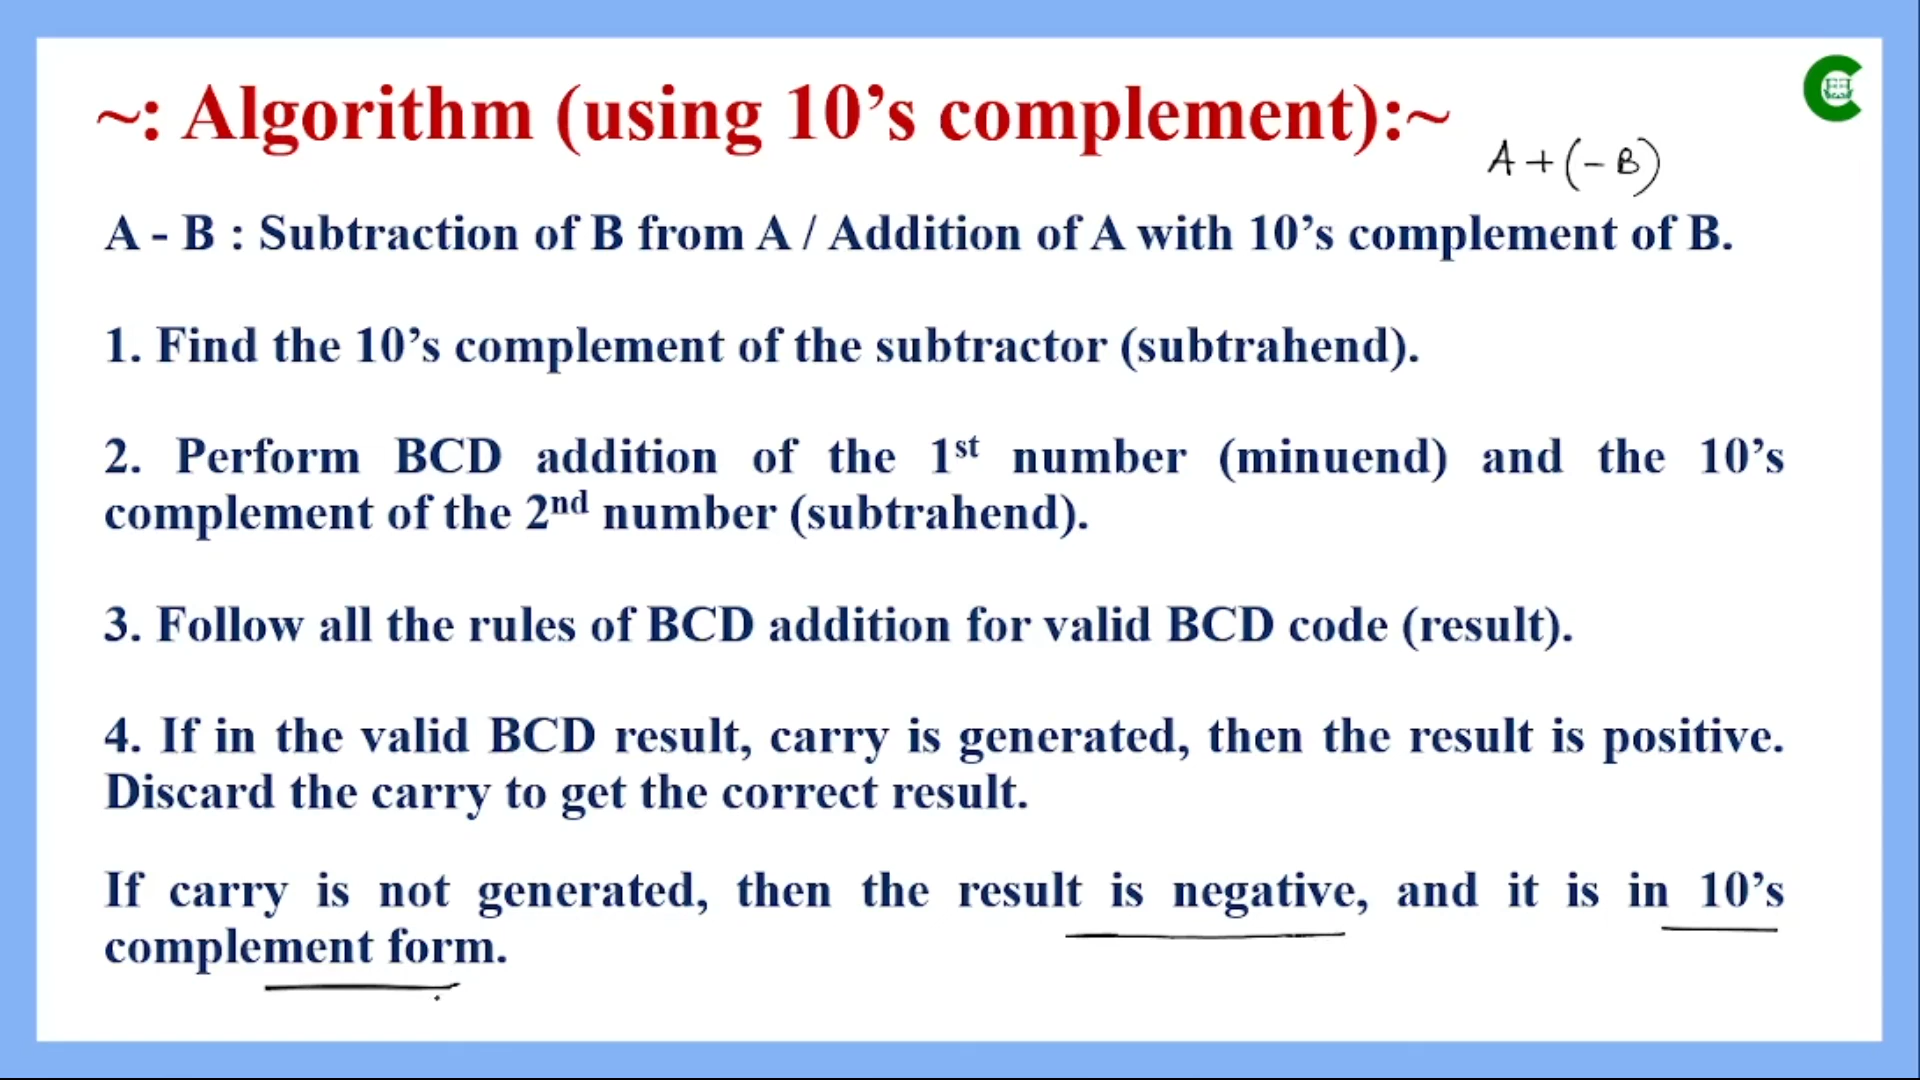 ~: Algorithm (using 10’s complement):~
A + (- B)
A - B : Subtraction of B from A / Addition of A with 10’s complement of B.
1. Find the 10’s complement of the subtractor (subtrahend).
2. Perform BCD addition of the 1st number (minuend) and the 10’s
complement of the 2nd number (subtrahend).
3. Follow all the rules of BCD addition for valid BCD code (result).
4. If in the valid BCD result, carry is generated, then the result is positive.
Discard the carry to get the correct result.
If carry is not generated, then the result is negative, and it is in 10’s
complement form.